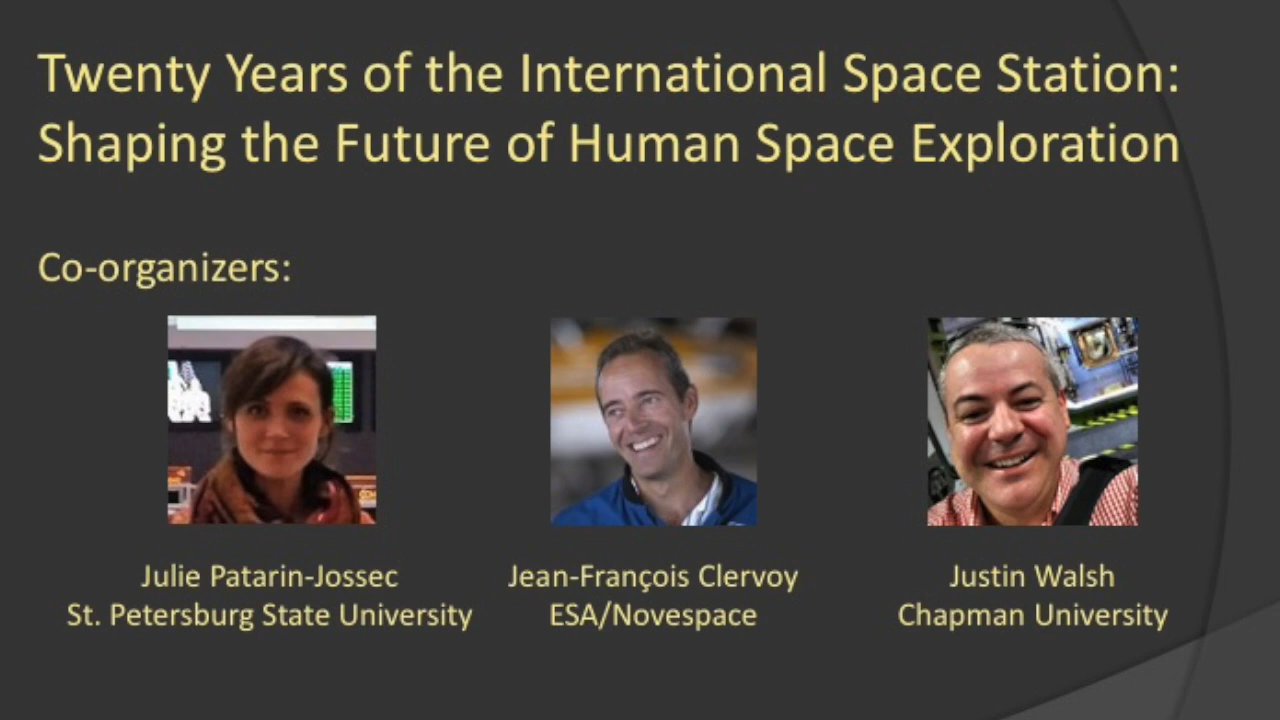 Twenty Years of the International Space Station:
Shaping the Future of Human Space Exploration
Co-organizers:
Julie Patarin-Jossec
St. Petersburg State University
Jean-François Clervoy
ESA/Novespace
Justin Walsh
Chapman University